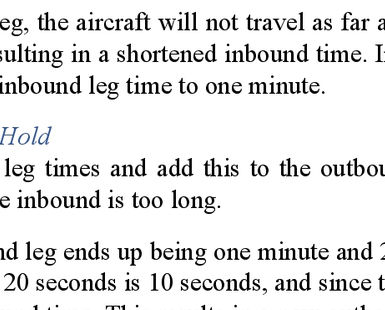 eg, the aircraft will not travel as far a
sulting in a shortened inbound time. I
inbound leg time to one minute.
Hold
leg times and add this to the outbou
e inbound is too long.
nd leg ends up being one minute and 2
20 seconds is 10 seconds, and since t